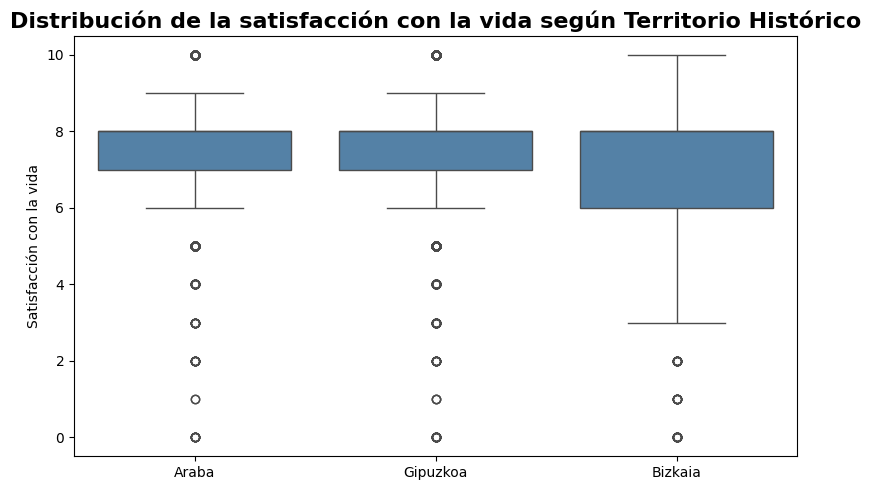 Distribución de la satisfacción con la vida según Territorio Histórico
Satisfacción con la vida
10
8
6
4
2
0
Araba
Gipuzkoa
Bizkaia